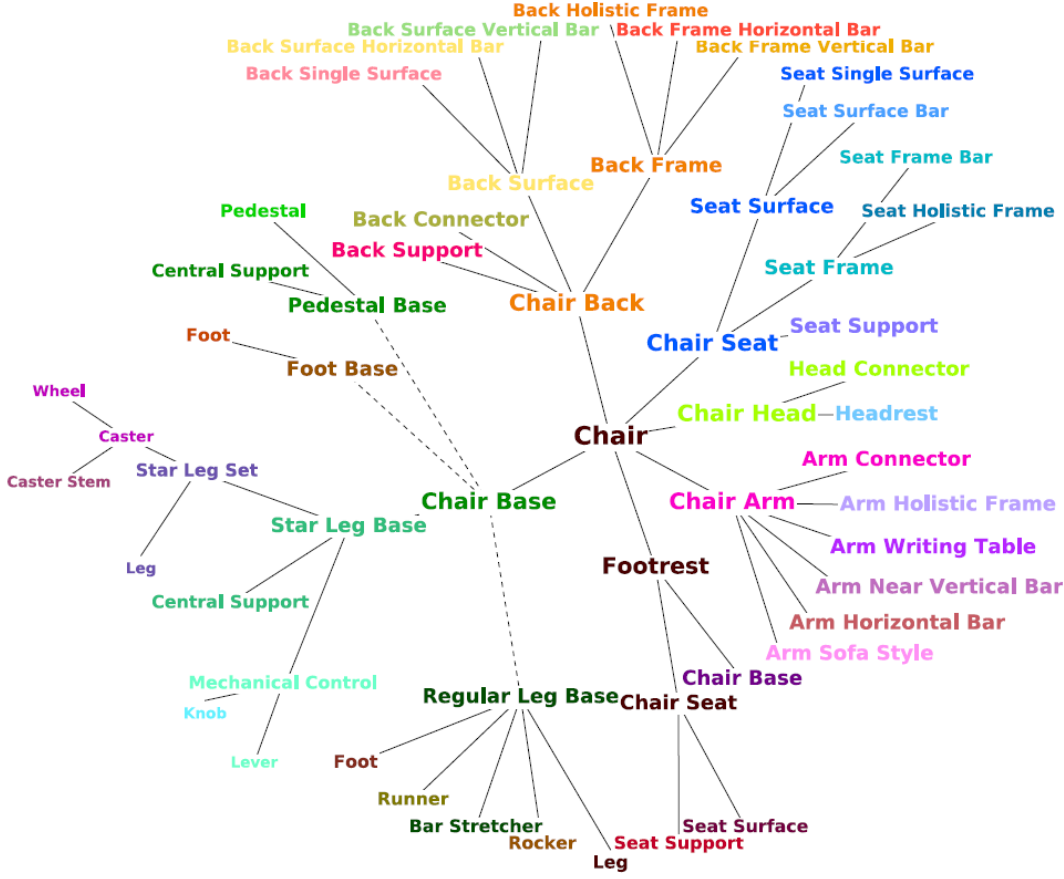 Back Holistic Frame
Back Surface Vertical Bar
Back Frame Horizontal Bar
Back Surface Horizontal Bar
Back Frame Vertical Bar
Back Single Surface
Seat Single Surface
Seat Surface Bar
Seat Frame Bar
Back Frame
Back Surface
Seat Surface
Pedestal
Seat Holistic Frame
Back Connector
Back Support
Central Support
Seat Frame
Pedestal Base
Chair Back
Seat Support
Foot
Chair Seat
Foot Base
Head Connector
Wheel
Chair Head
Headrest
Caster
Chair
Arm Connector
Star Leg Set
Caster Stem
Chair Base
Chair Arm
Arm Holistic Frame
Star Leg Base
Arm Writing Table
Footrest
Leg
Arm Near Vertical Bar
Central Support
Arm Horizontal Bar
Arm Sofa Style
Chair Base
Mechanical Control
Regular Leg Base
Chair Seat
Knob
Foot
Lever
Runner
Bar Stretcher
Seat Surface
Rocker
Seat Support
Leg